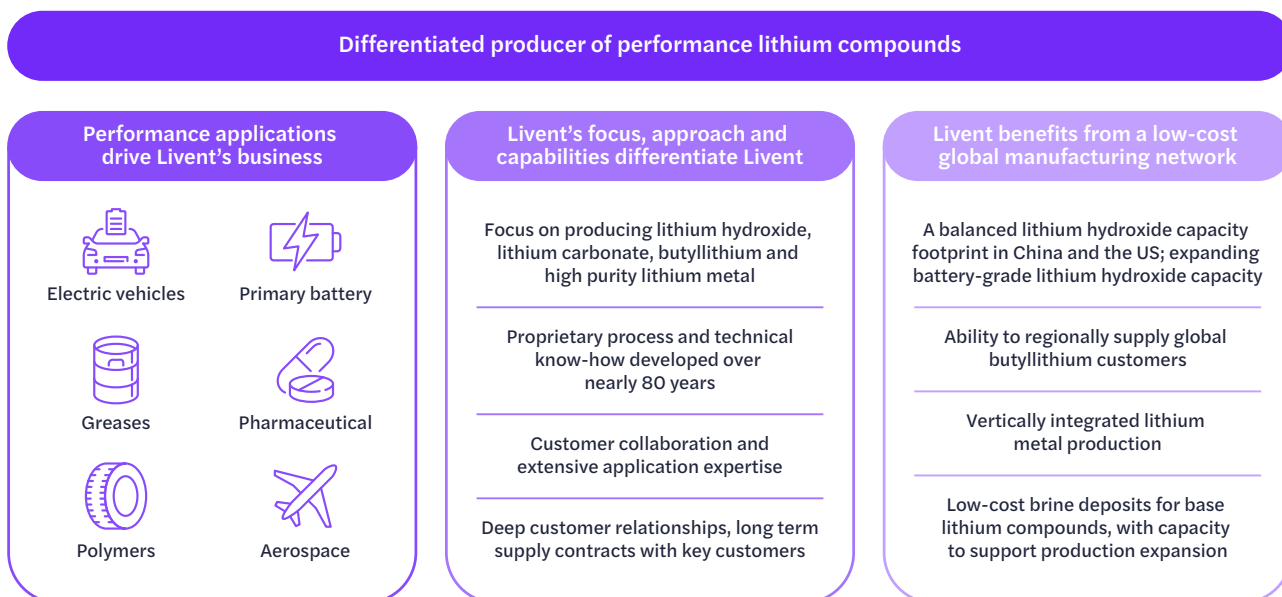 Differentiated producer of performance lithium compounds
Performance applications
drive Livent's business
Electric vehicles
Primary battery
Greases
Pharmaceutical
Polymers
Aerospace
Livent's focus, approach and
capabilities differentiate Livent
Focus on producing lithium hydroxide,
lithium carbonate, butyllithium and
high purity lithium metal
Proprietary process and technical
know-how developed over
nearly 80 years
Customer collaboration and
extensive application expertise
Deep customer relationships, long term
supply contracts with key customers
Livent benefits from a low-cost
global manufacturing network
A balanced lithium hydroxide capacity
footprint in China and the US; expanding
battery-grade lithium hydroxide capacity
Ability to regionally supply global
butyllithium customers
Vertically integrated lithium
metal production
Low-cost brine deposits for base
lithium compounds, with capacity
to support production expansion